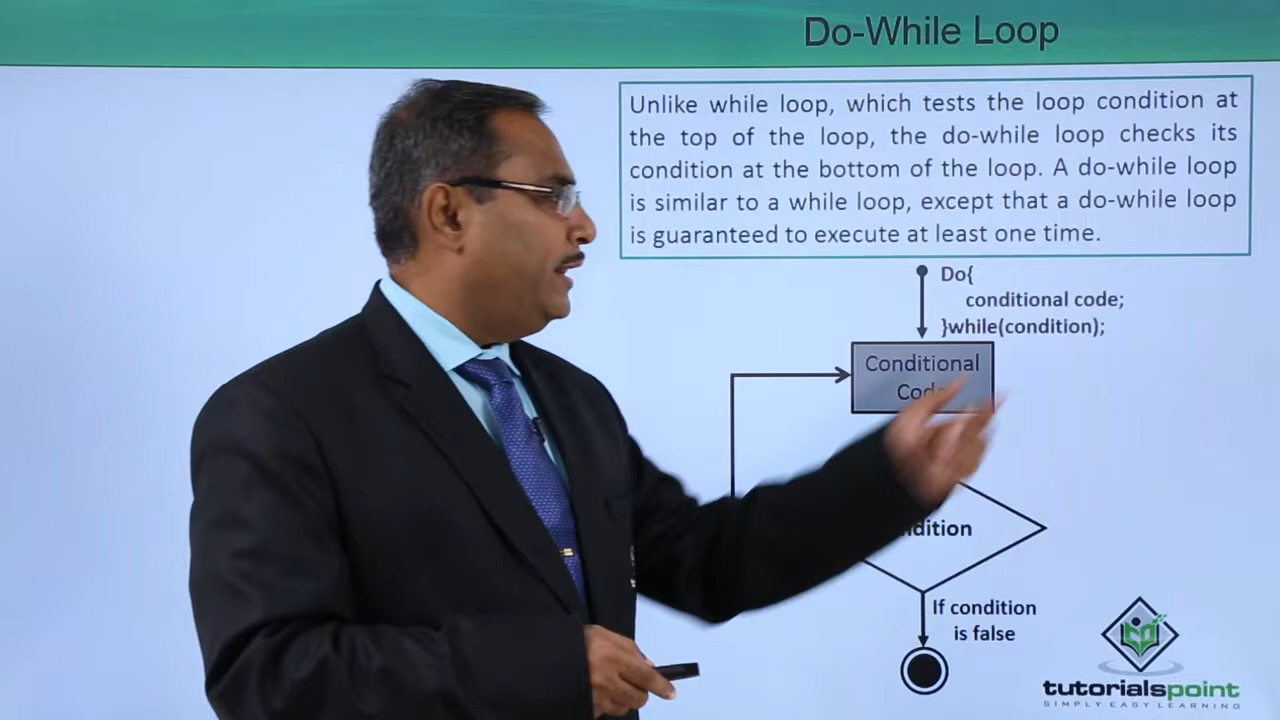 Do-While Loop
Unlike while loop, which tests the loop condition at
the top of the loop, the do-while loop checks its
condition at the bottom of the loop. A do-while loop
is similar to a while loop, except that a do-while loop
is guaranteed to execute at least one time.
Do{
conditional code;
}while(condition);
Conditional
If condition
is false
tutorialspoint
SIMPLY EASY LEARNING